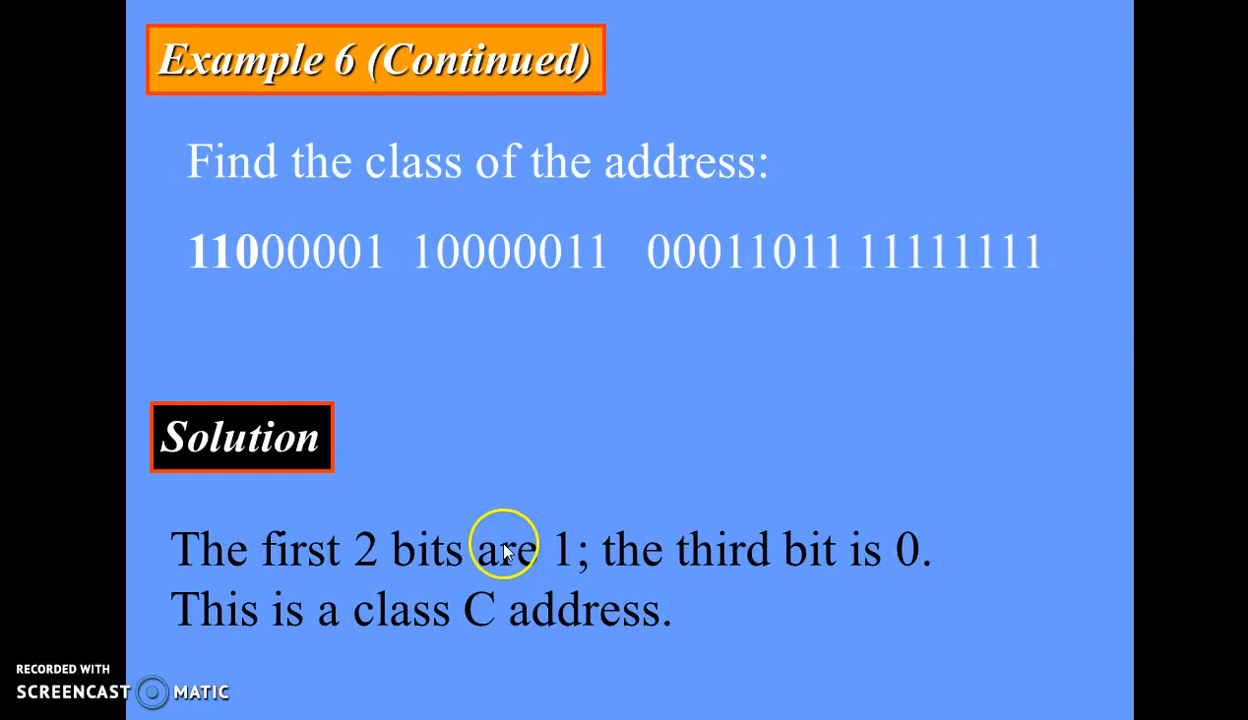 Example 6 (Continued)
Find the class of the address:
11000001 10000011 00011011 11111111
Solution
The first 2 bits are 1; the third bit is 0.
This is a class C address.
RECORDED WITH
SCREENCAST MATIC